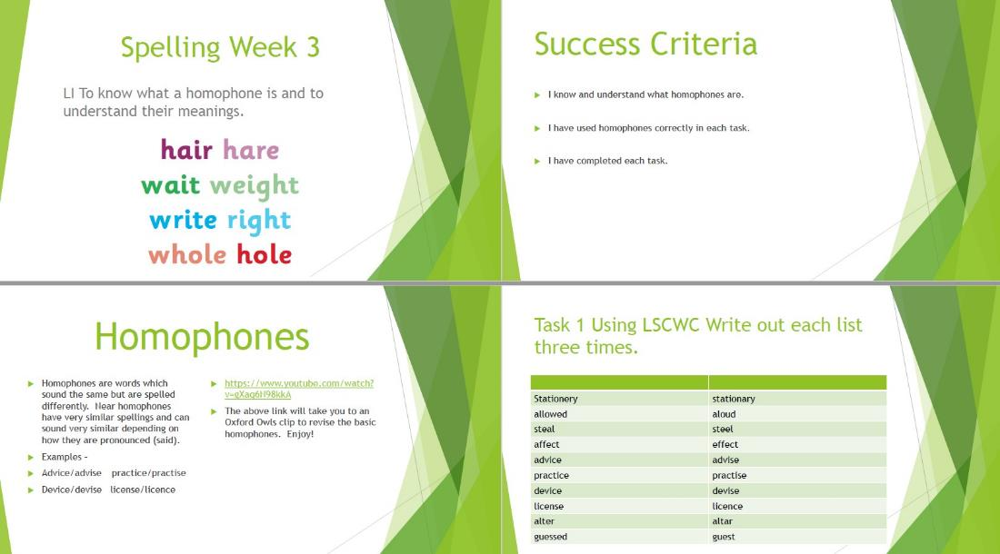 Spelling Week 3
LI To know what a homophone is and to
understand their meanings.
hair hare
wait weight
write right
whole hole
Success Criteria
I know and understand what homophones are.
I have used homophones correctly in each task.
I have completed each task.
Homophones
Homophones are words which
sound the same but are spelled
differently. Near homophones
have very similar spellings and can
sound very similar depending on
how they are pronounced (said).
Examples –
Advice/advise practice/practise
Device/devise license/licence
https://www.youtube.com/watch?
The above link will take you to an
Oxford Owls clip to revise the basic
homophones. Enjoy!
Task 1 Using LSCWC Write out each list
three times.
Stationery stationary
allowed aloud
steal steel
affect effect
advice advise
practice practise
device devise
license licence
alter altar
guessed guest